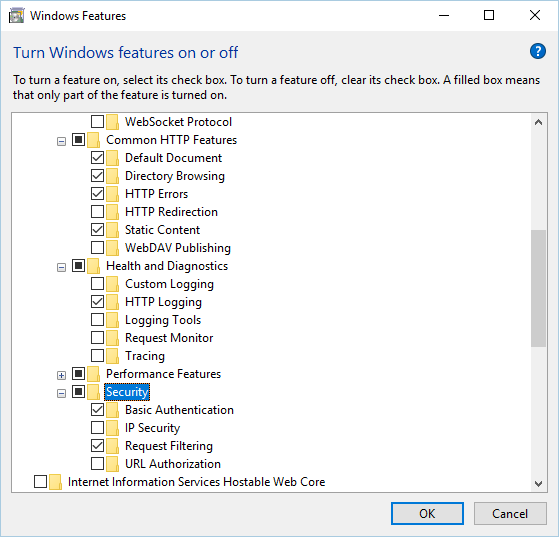 Windows Features
Turn Windows features on or off
To turn a feature on, select its check box. To turn a feature off, clear its check box. A filled box means
that only part of the feature is turned on.
WebSocket Protocol
Common HTTP Features
Default Document
Directory Browsing
HTTP Errors
HTTP Redirection
Static Content
WebDAV Publishing
Health and Diagnostics
Custom Logging
HTTP Logging
Logging Tools
Request Monitor
Tracing
Performance Features
Security
Basic Authentication
IP Security
Request Filtering
URL Authorization
Internet Information Services Hostable Web Core
OK
Cancel